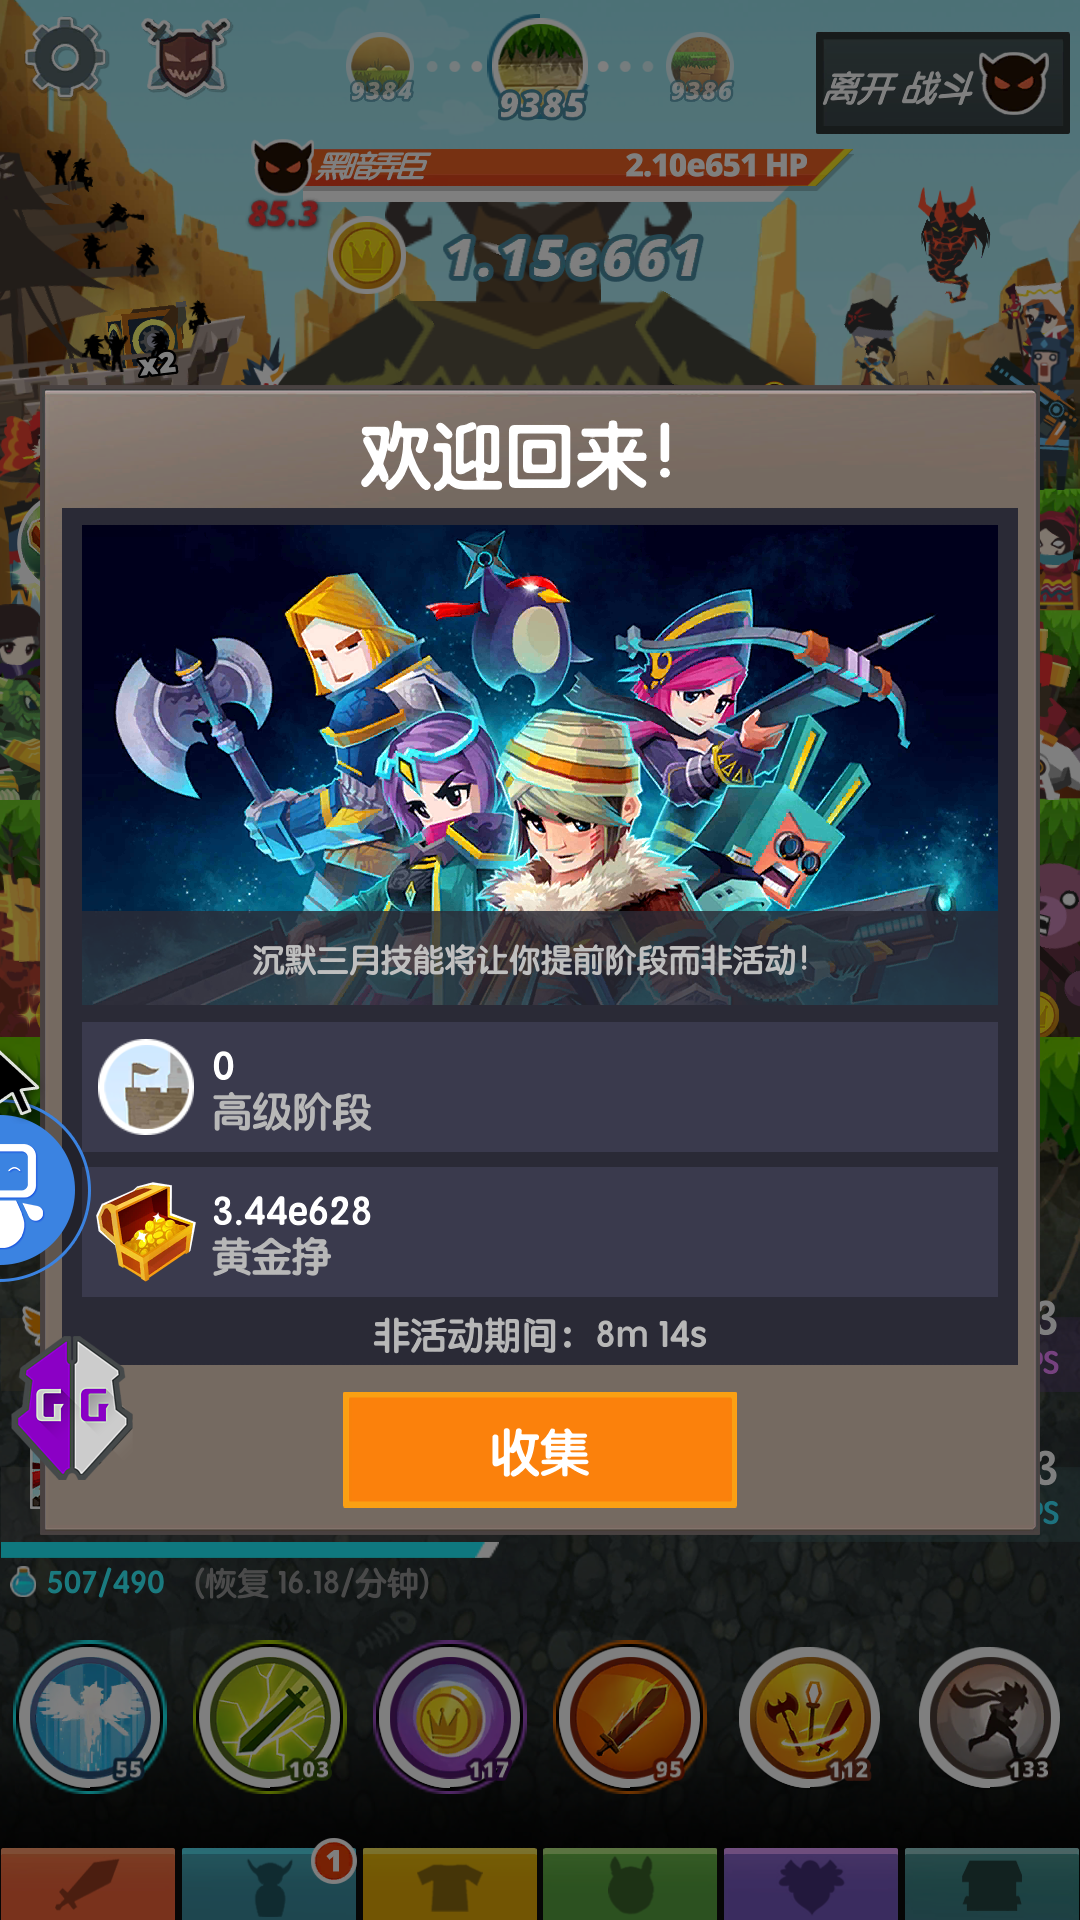 9384
9385
9386
离开 战斗
黑暗弄臣
2.10e651 HP
85.3
1.15e661
x2
欢迎回来!
沉默三月技能将让你提前阶段而非活动!
0
高级阶段
3.44e628
黄金挣
非活动期间: 8m 14s
GG
收集
507/490 (恢复 16.18/分钟)
55
103
117
95
112
133
1